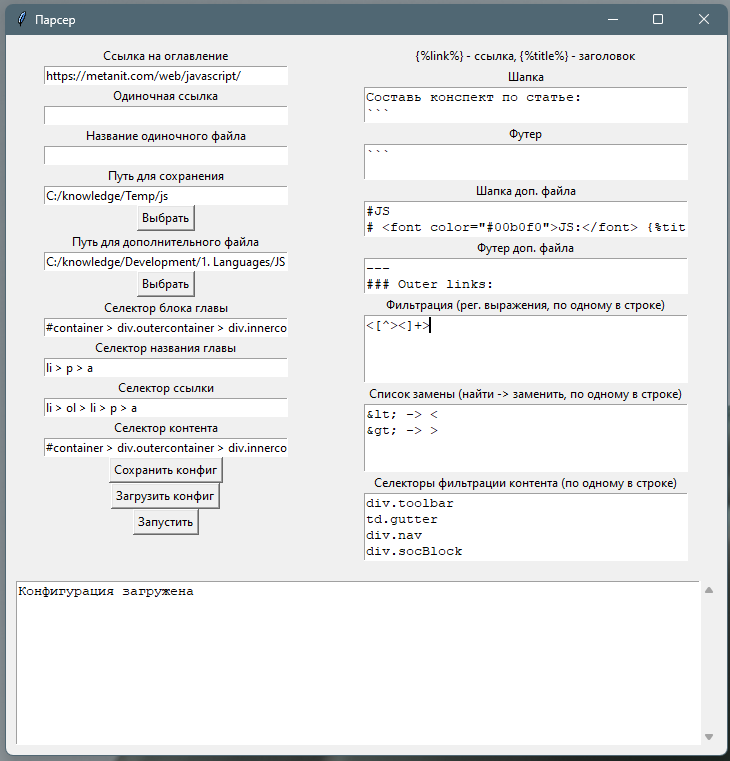 Парсер
Ссылка на оглавление
https://metanit.com/web/javascript/
Одиночная ссылка
Название одиночного файла
Путь для сохранения
C:/knowledge/Temp/js
Выбрать
Путь для дополнительного файла
C:/knowledge/Development/1. Languages/JS
Выбрать
Селектор блока главы
#container > div.outercontainer > div.innerco
Селектор названия главы
li > p > a
Селектор ссылки
li > ol > li > p > a
Селектор контента
#container > div.outercontainer > div.innerco
Сохранить конфиг
Загрузить конфиг
Запустить
{%link%} - ссылка, {%title%} - заголовок
Шапка
Составь конспект по статье:
```
Футер
```
Шапка доп. файла
#JS
# <font color="#00b0f0">JS:</font> {%tit
Футер доп. файла
---
### Outer links:
Фильтрация (рег. выражения, по одному в строке)
<[^><]+>
Список замены (найти -> заменить, по одному в строке)
&lt; -> <
&gt; -> >
Селекторы фильтрации контента (по одному в строке)
div.toolbar
td.gutter
div.nav
div.socBlock
Конфигурация загружена